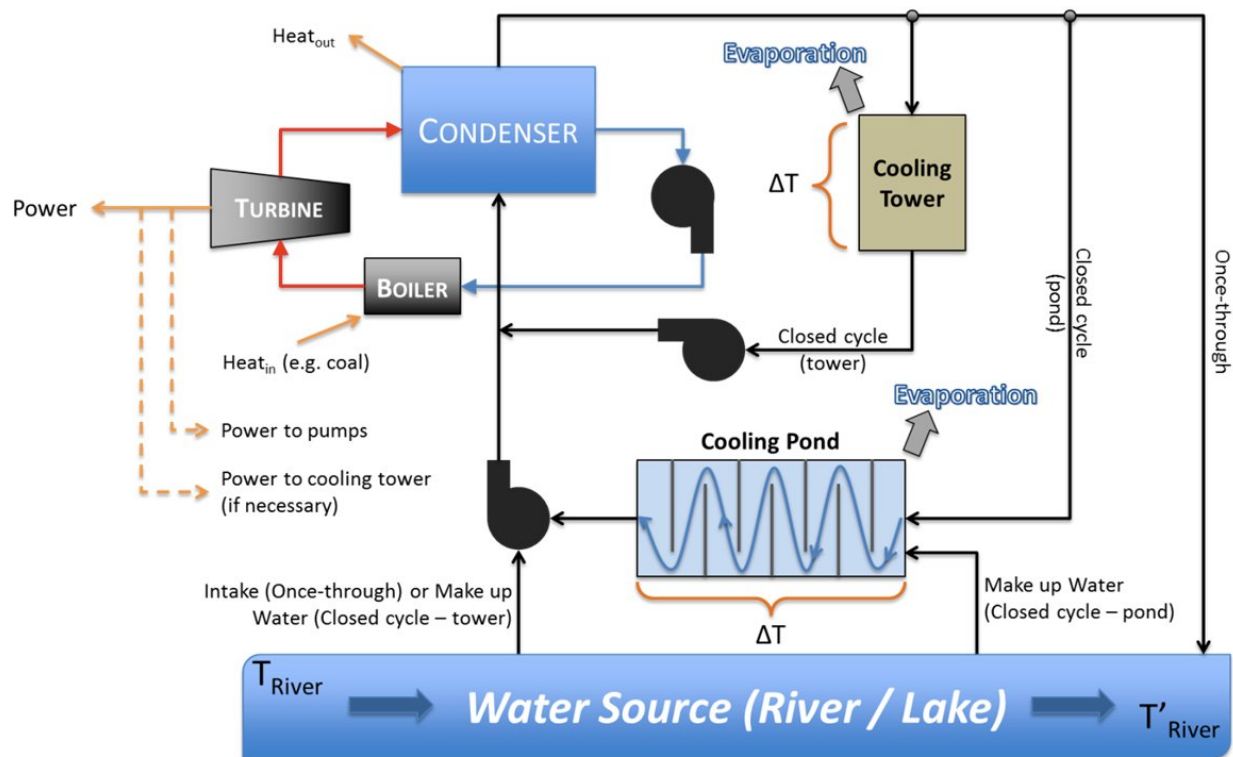 Heat_out
Evaporation
CONDENSER
Cooling
Tower
ΔT
Power
TURBINE
BOILER
Closed cycle
(pond)
Once-through
Heat_in (e.g. coal)
Closed cycle
(tower)
Evaporation
Power to pumps
Cooling Pond
Power to cooling tower
(if necessary)
Intake (Once-through) or Make up
Water (Closed cycle – tower)
Make up Water
(Closed cycle – pond)
ΔT
T_River
Water Source (River / Lake)
T'_River